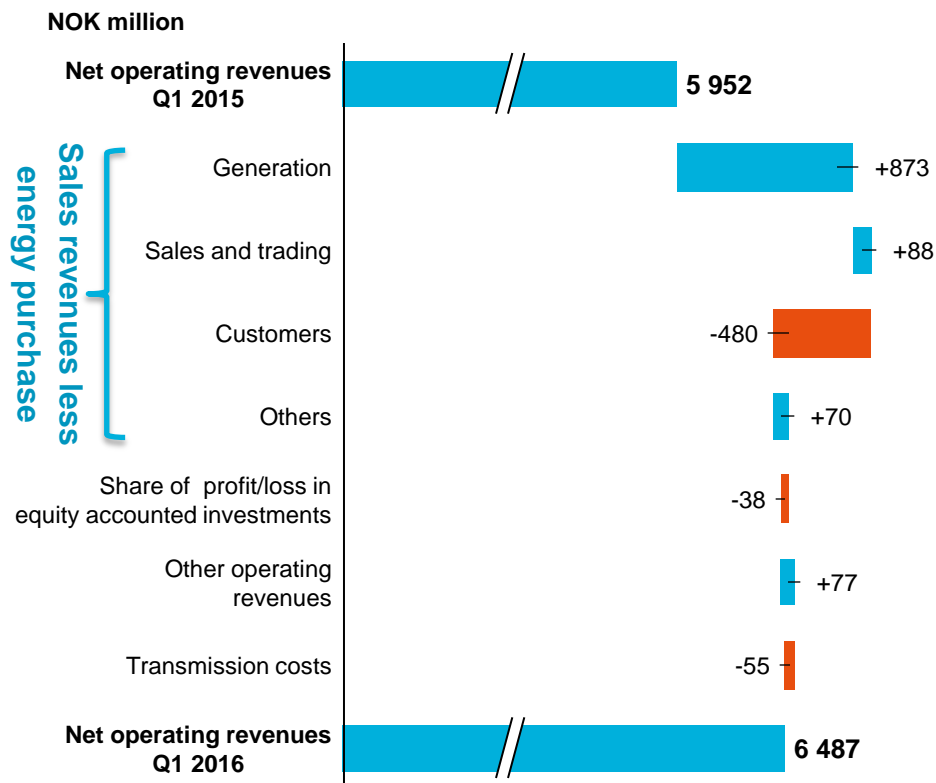 NOK million
Net operating revenues
Q1 2015
5 952
Sales revenues less
energy purchase
Generation
+873
Sales and trading
+88
Customers
-480
Others
+70
Share of profit/loss in
equity accounted investments
-38
Other operating
revenues
+77
Transmission costs
-55
Net operating revenues
Q1 2016
6 487